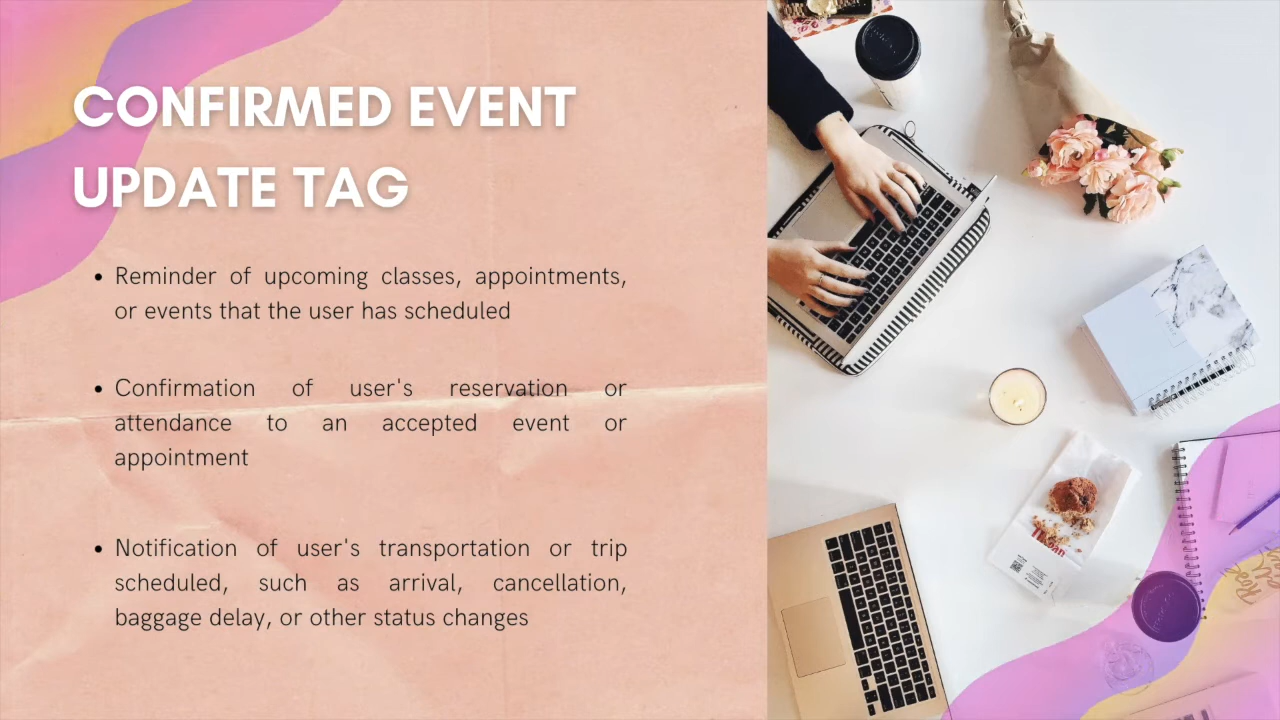 CONFIRMED EVENT
UPDATE TAG
• Reminder of upcoming classes, appointments,
or events that the user has scheduled
• Confirmation of user's reservation or
attendance to an accepted event or
appointment
• Notification of user's transportation or trip
scheduled, such as arrival, cancellation,
baggage delay, or other status changes